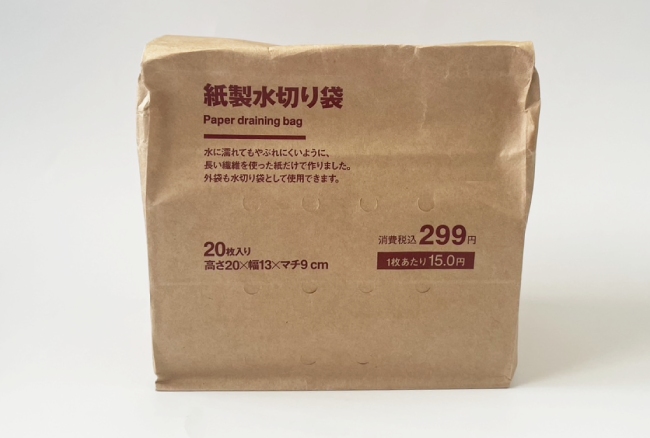 紙製水切り袋
Paper draining bag
水に濡れてもやぶれにくいように、
長い繊維を使った紙だけで作りました。
外袋も水切り袋として使用できます。
消費税込299円
20枚入り
1枚あたり15.0円
高さ20×幅13×マチ9cm